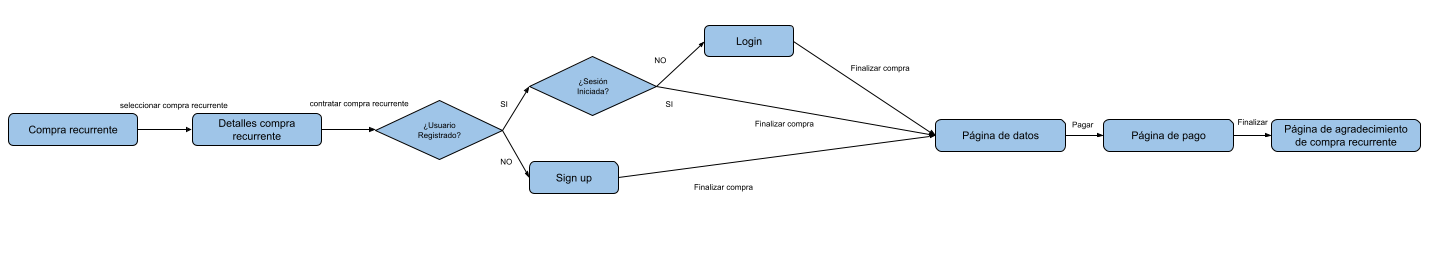 Compra recurrente
seleccionar compra recurrente
Detalles compra
recurrente
contratar compra recurrente
¿Usuario
Registrado?
SI
NO
¿Sesión
Iniciada?
NO
SI
Login
Sign up
Finalizar compra
Finalizar compra
Finalizar compra
Página de datos
Pagar
Página de pago
Finalizar
Página de agradecimiento
de compra recurrente